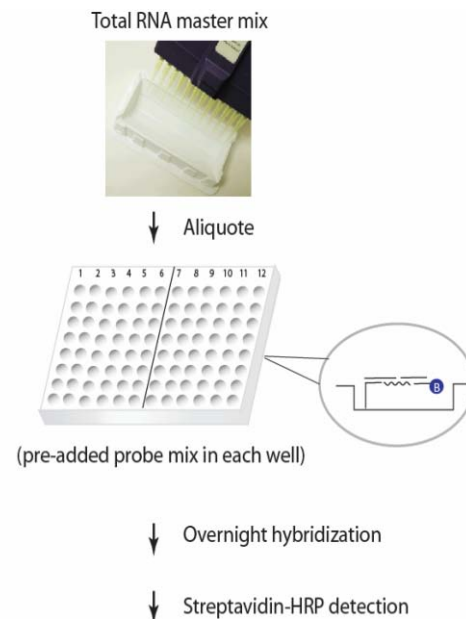 Total RNA master mix
Aliquote
1 2 3 4 5 6 7 8 9 10 11 12
B
(pre-added probe mix in each well)
Overnight hybridization
Streptavidin-HRP detection